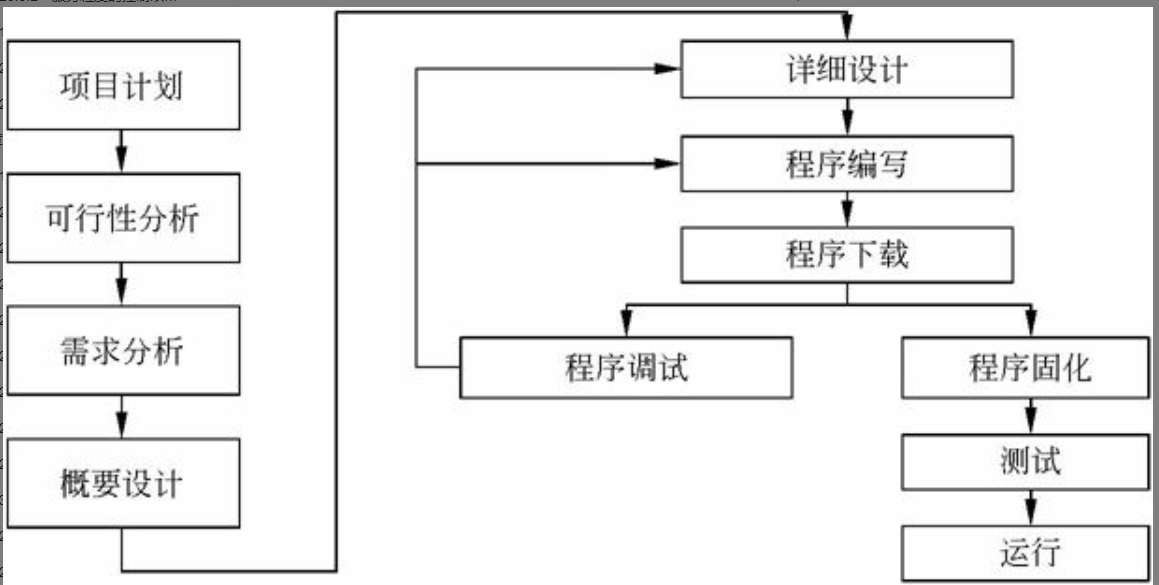 项目计划
可行性分析
需求分析
概要设计
详细设计
程序编写
程序下载
程序调试
程序固化
测试
运行